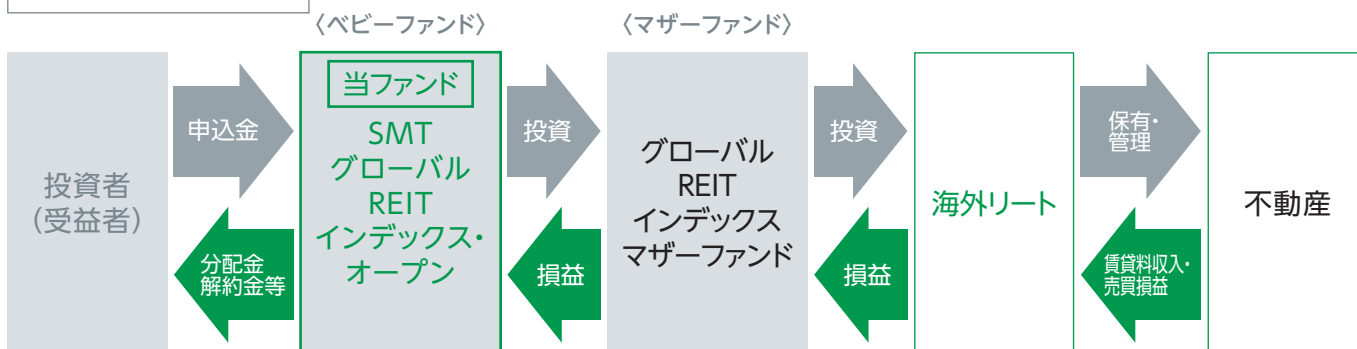 〈ベビーファンド〉
〈マザーファンド〉
投資者
（受益者）
申込金
分配金
解約金等
当ファンド
SMT
グローバル
REIT
インデックス・
オープン
投資
損益
グローバル
REIT
インデックス
マザーファンド
投資
損益
海外リート
保有・
管理
賃貸料収入・
売買損益
不動産